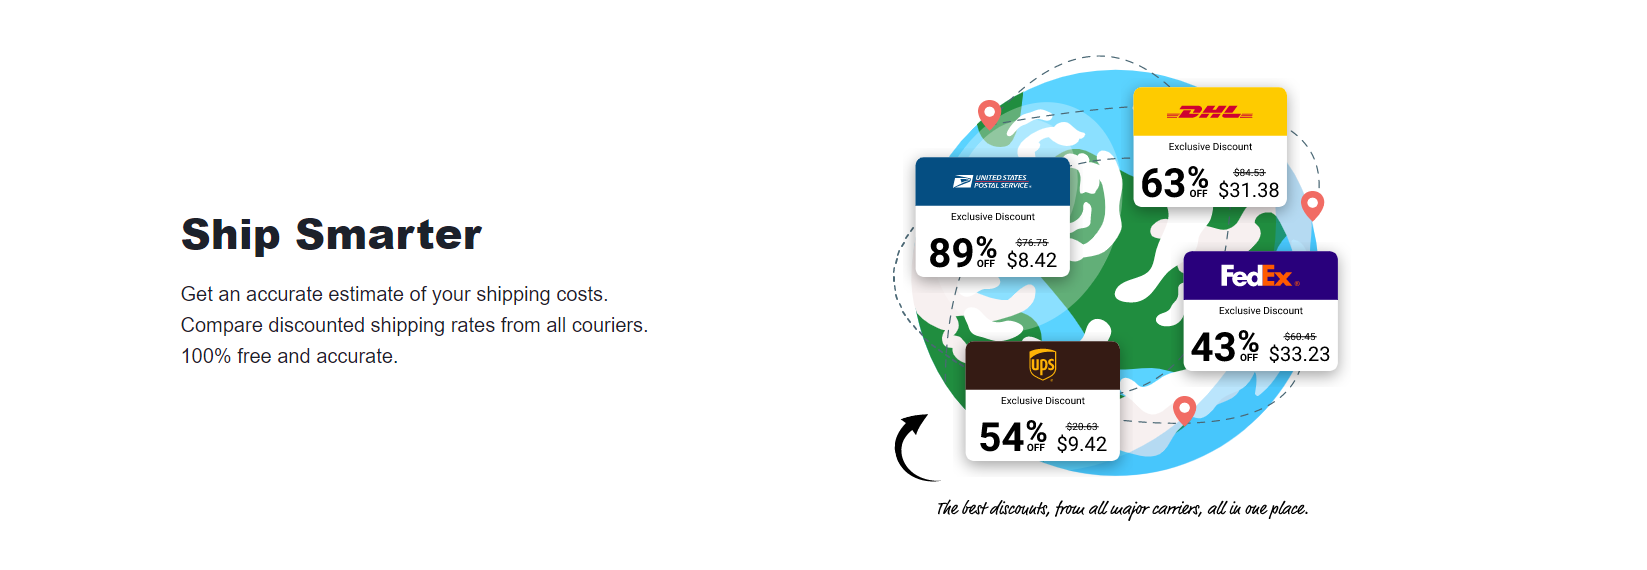 Ship Smarter
Get an accurate estimate of your shipping costs.
Compare discounted shipping rates from all couriers.
100% free and accurate.
DHL
Exclusive Discount
63% OFF $84.53 $31.38
UNITED STATES
POSTAL SERVICE®
Exclusive Discount
89% OFF $76.75 $8.42
FedEx®
Exclusive Discount
43% OFF $60.45 $33.23
ups
Exclusive Discount
54% OFF $20.63 $9.42
The best discounts, from all major carriers, all in one place.